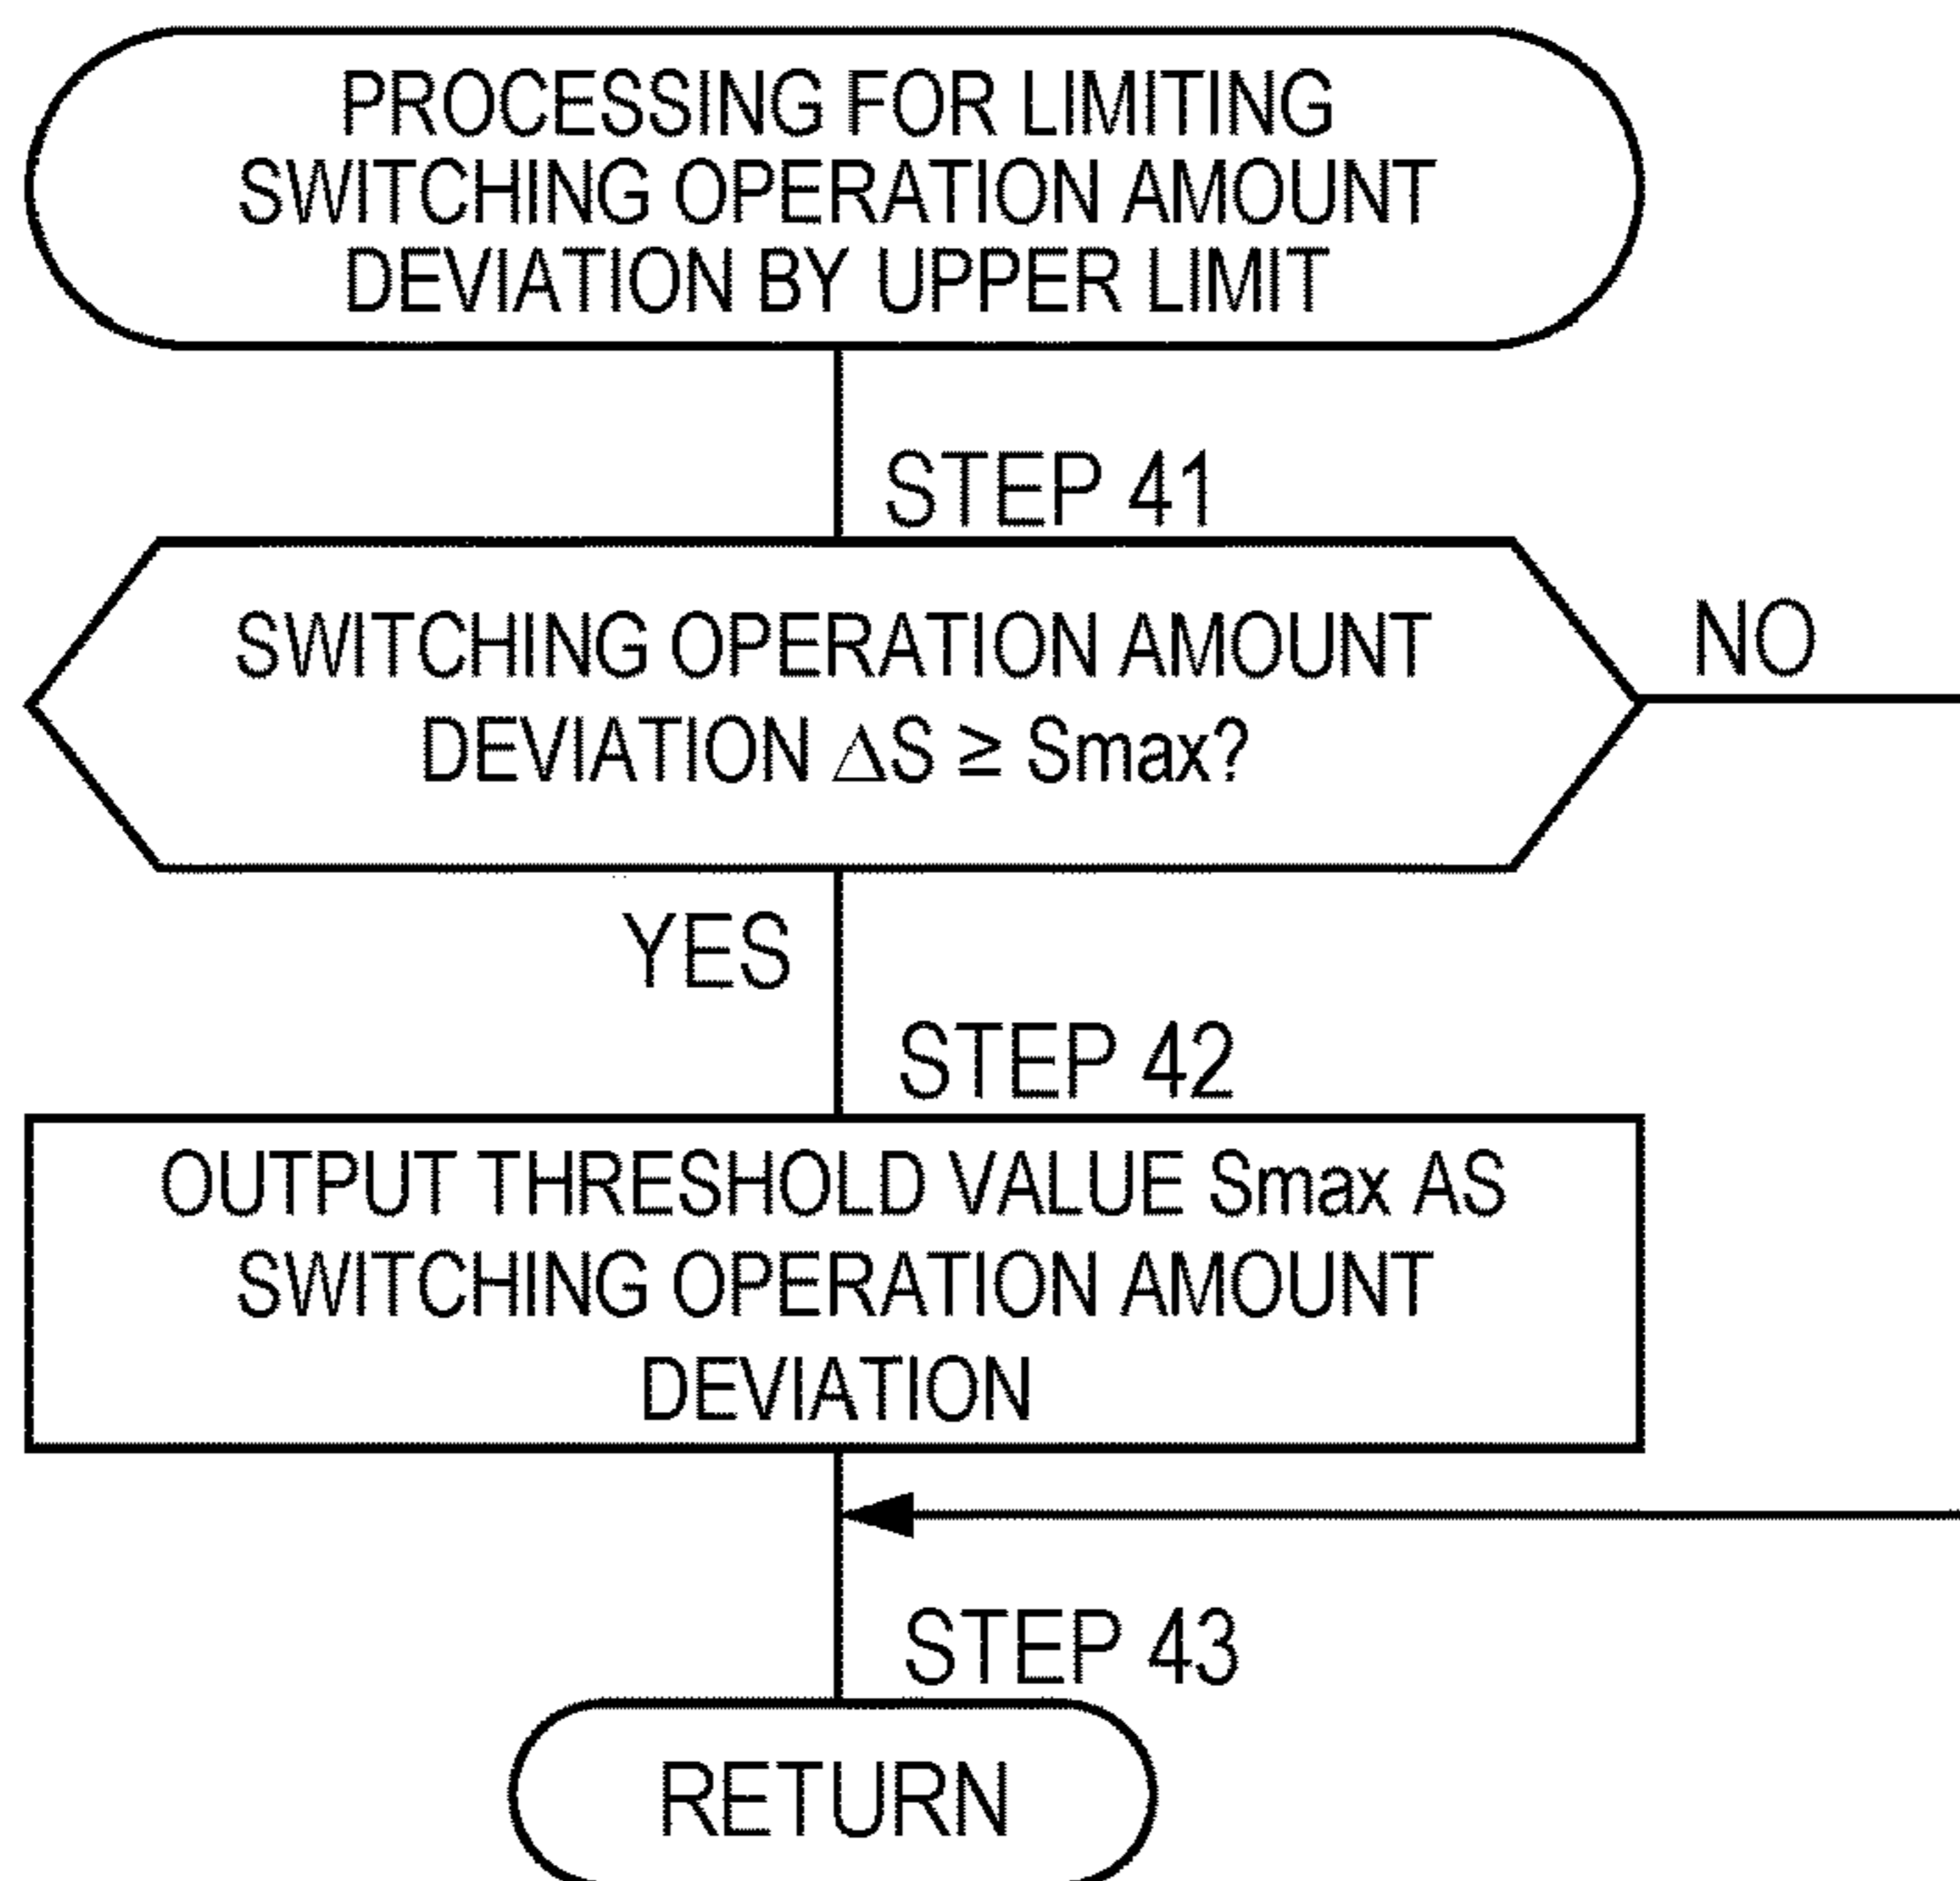 PROCESSING FOR LIMITING
SWITCHING OPERATION AMOUNT
DEVIATION BY UPPER LIMIT
STEP 41
SWITCHING OPERATION AMOUNT
DEVIATION △S ≥ Smax?
NO
YES
STEP 42
OUTPUT THRESHOLD VALUE Smax AS
SWITCHING OPERATION AMOUNT
DEVIATION
STEP 43
RETURN